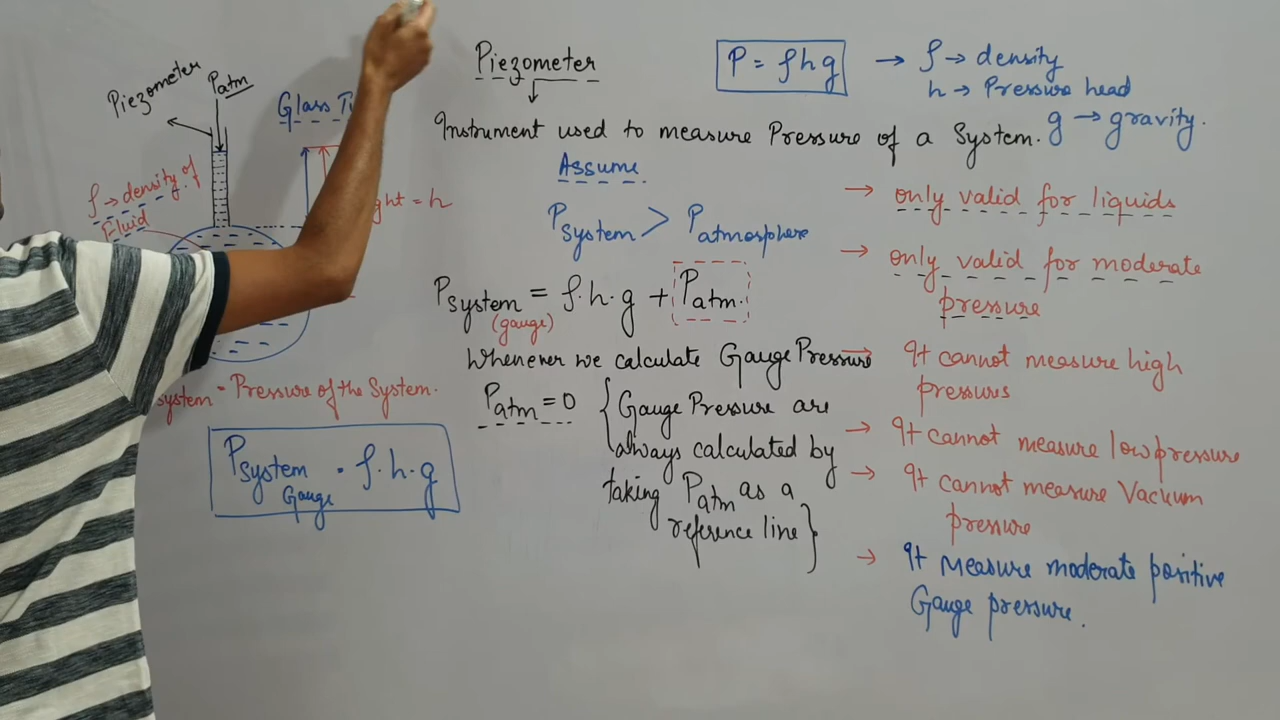 Piezometer
Patm
Glass
ρ → density of
Fluid
= h
Pressure of the System.
Psystem = ρ.h.g
Gauge
Piezometer
Instrument used to measure Pressure of a System.
Assume
Psystem > Patmosphere
Psystem = ρ.h.g + Patm.
(gauge)
Whenever we calculate Gauge Pressure
Patm = 0
{ Gauge Pressure are
always calculated by
taking Patm as a
reference line }
P = ρhg → ρ → density
h → Pressure head
g → gravity.
→ only valid for liquids
→ only valid for moderate
pressure
→ It cannot measure high
pressures
→ It cannot measure low pressure
→ It cannot measure Vackum
pressure
→ It measure moderate positive
Gauge pressure.